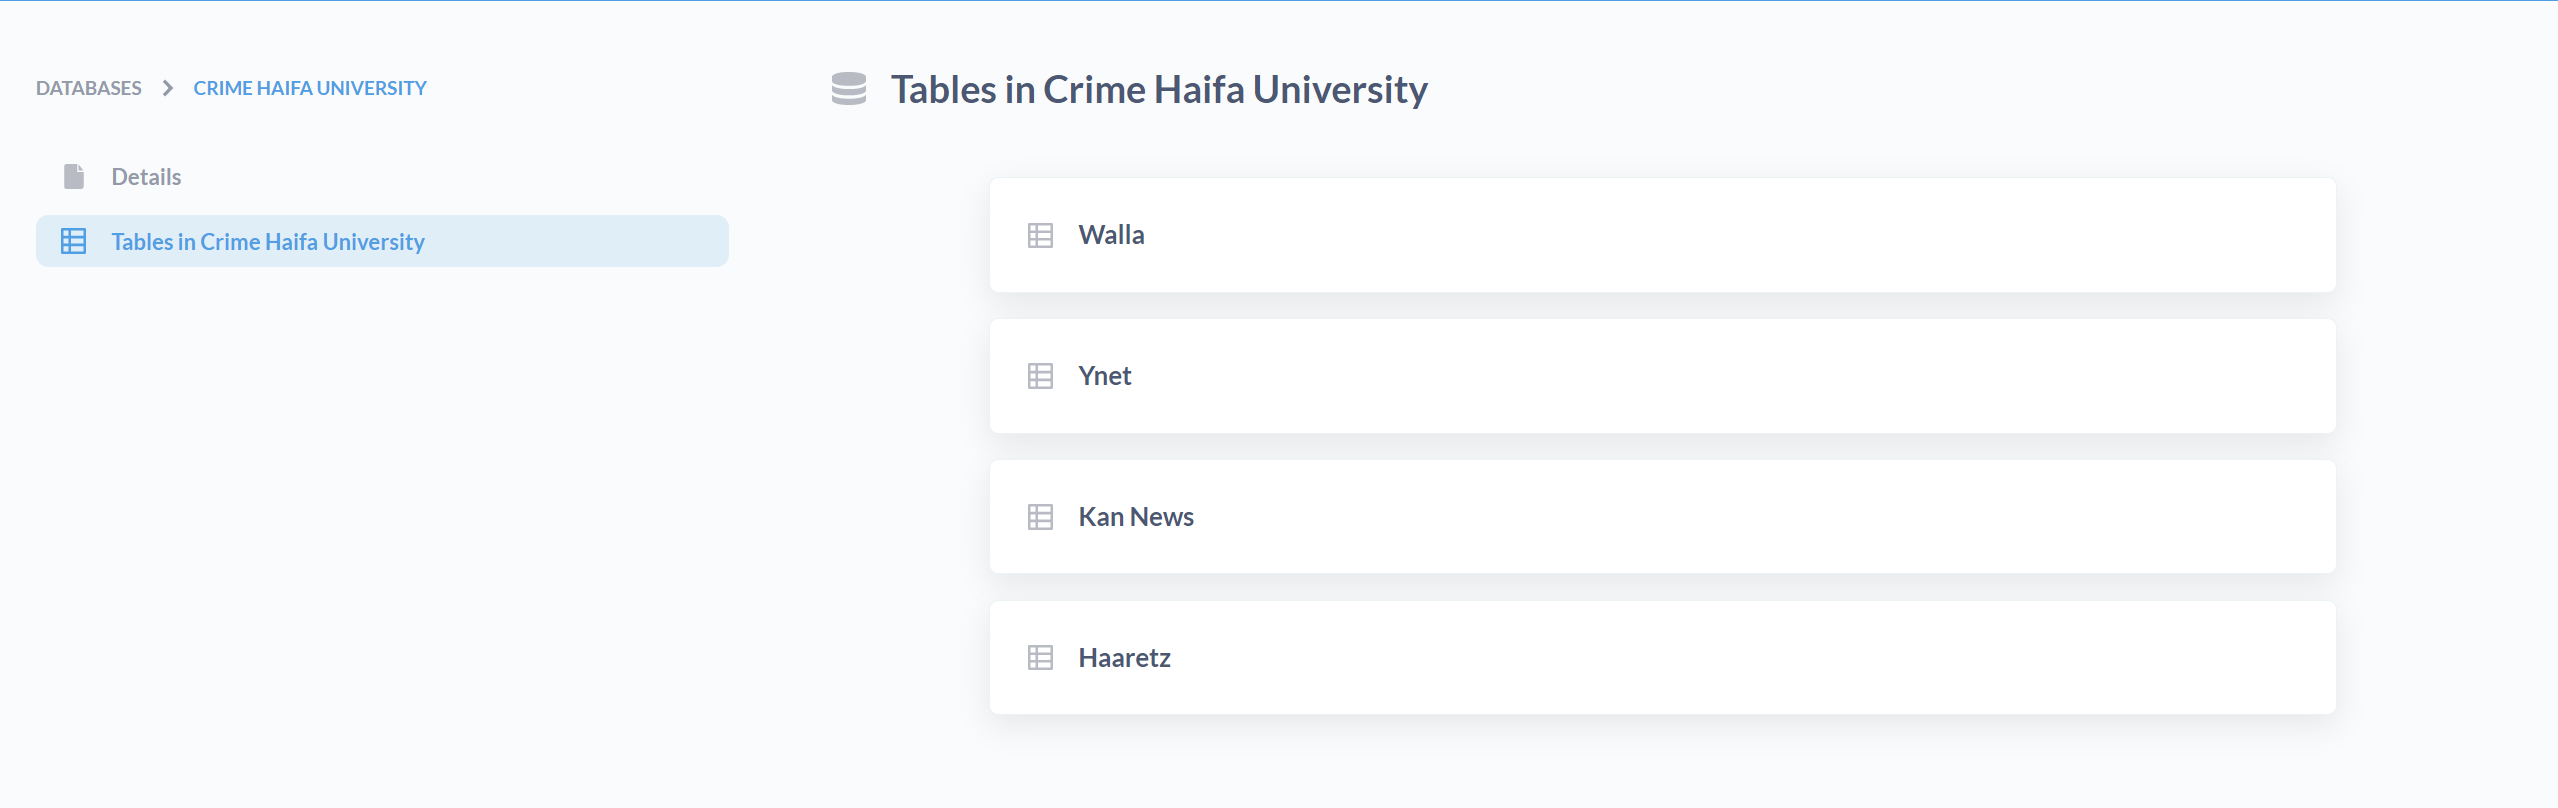 DATABASES > CRIME HAIFA UNIVERSITY
Details
Tables in Crime Haifa University
Tables in Crime Haifa University
Walla
Ynet
Kan News
Haaretz